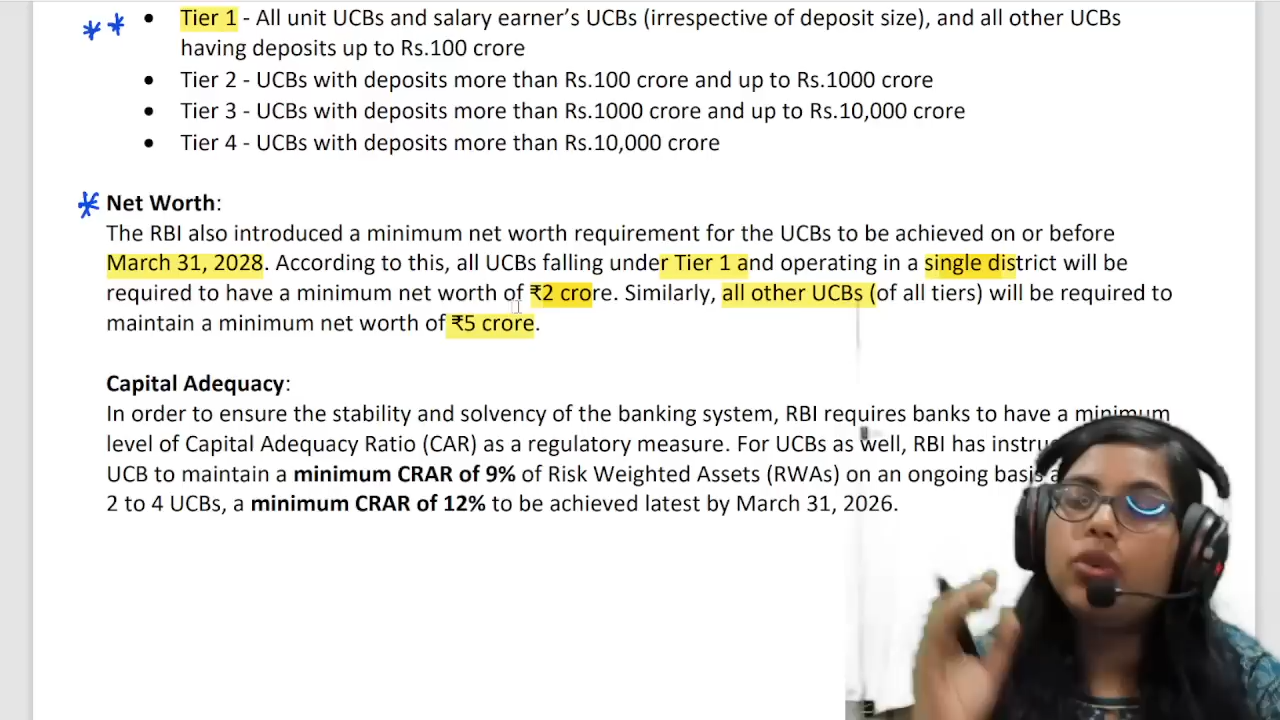 • Tier 1 - All unit UCBs and salary earner’s UCBs (irrespective of deposit size), and all other UCBs
having deposits up to Rs.100 crore
• Tier 2 - UCBs with deposits more than Rs.100 crore and up to Rs.1000 crore
• Tier 3 - UCBs with deposits more than Rs.1000 crore and up to Rs.10,000 crore
• Tier 4 - UCBs with deposits more than Rs.10,000 crore
Net Worth:
The RBI also introduced a minimum net worth requirement for the UCBs to be achieved on or before
March 31, 2028. According to this, all UCBs falling under Tier 1 and operating in a single district will be
required to have a minimum net worth of ₹2 crore. Similarly, all other UCBs (of all tiers) will be required to
maintain a minimum net worth of ₹5 crore.
Capital Adequacy:
In order to ensure the stability and solvency of the banking system, RBI requires banks to have a minimum
level of Capital Adequacy Ratio (CAR) as a regulatory measure. For UCBs as well, RBI has
UCB to maintain a minimum CRAR of 9% of Risk Weighted Assets (RWAs) on an ongoing basis
2 to 4 UCBs, a minimum CRAR of 12% to be achieved latest by March 31, 2026.